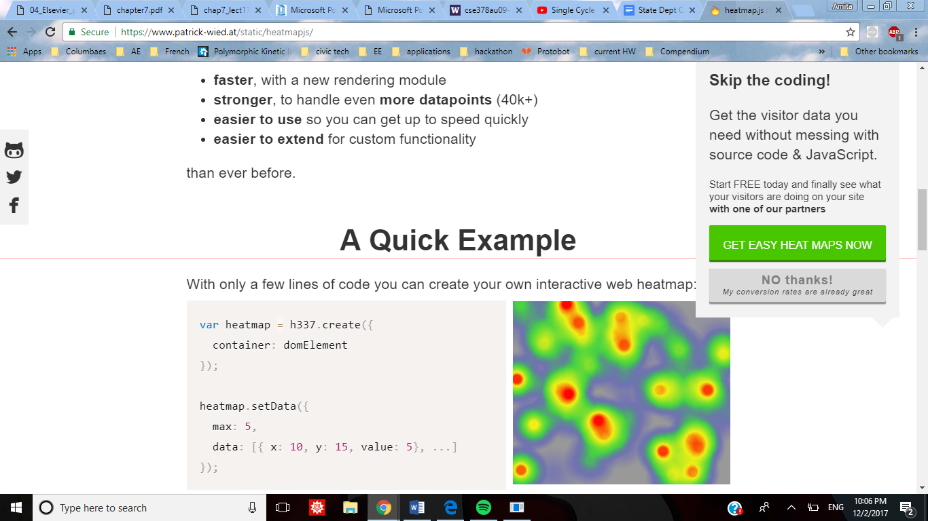 04_Elsevier_
chapter7.pdf
chap7_lect1
Microsoft Po
Microsoft Po
cse378au09-
Single Cycle
State Dept C
heatmap.js
Amita
Secure | https://www.patrick-wied.at/static/heatmapjs/
Apps Columbaes AE French Polymorphic Kinetic civic tech EE applications hackathon Protobot current HW Compendium » Other bookmarks
• faster, with a new rendering module
• stronger, to handle even more datapoints (40k+)
• easier to use so you can get up to speed quickly
• easier to extend for custom functionality
than ever before.
A Quick Example
With only a few lines of code you can create your own interactive web heatmap:
var heatmap = h337.create({
container: domElement
});
heatmap.setData({
max: 5,
data: [{ x: 10, y: 15, value: 5}, ...]
});
Skip the coding!
Get the visitor data you
need without messing with
source code & JavaScript.
Start FREE today and finally see what
your visitors are doing on your site
with one of our partners
GET EASY HEAT MAPS NOW
NO thanks!
My conversion rates are already great
Type here to search
ENG
10:06 PM
12/2/2017